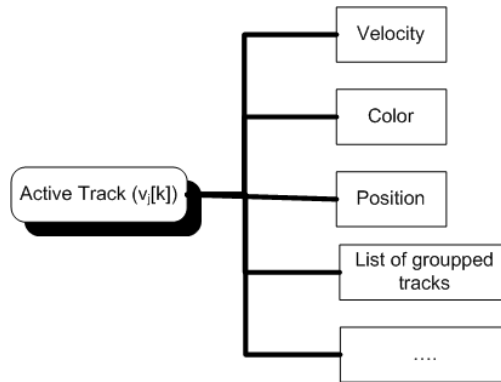 Velocity
Color
Active Track (vj[k])
Position
List of groupped
tracks
....